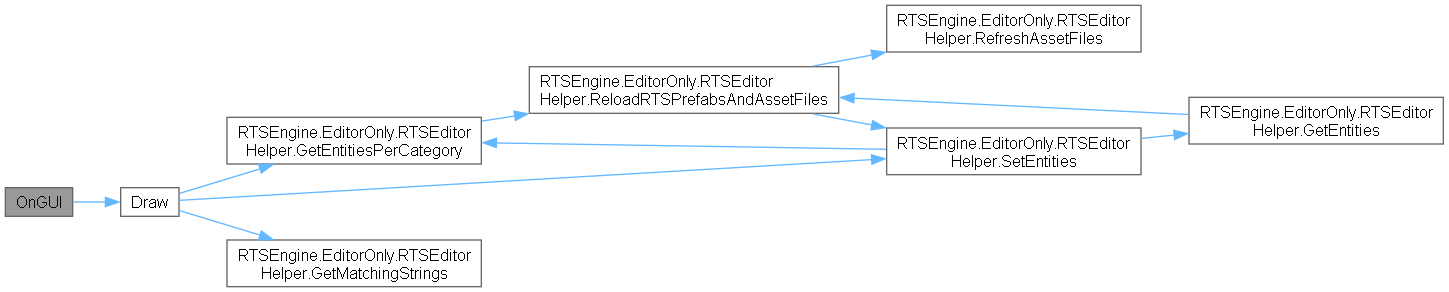 RTSEngine.EditorOnly.RTSEditor
Helper.RefreshAssetFiles
RTSEngine.EditorOnly.RTSEditor
Helper.ReloadRTSPrefabsAndAssetFiles
RTSEngine.EditorOnly.RTSEditor
Helper.GetEntities
RTSEngine.EditorOnly.RTSEditor
Helper.GetEntitiesPerCategory
RTSEngine.EditorOnly.RTSEditor
Helper.SetEntities
OnGUI
Draw
RTSEngine.EditorOnly.RTSEditor
Helper.GetMatchingStrings